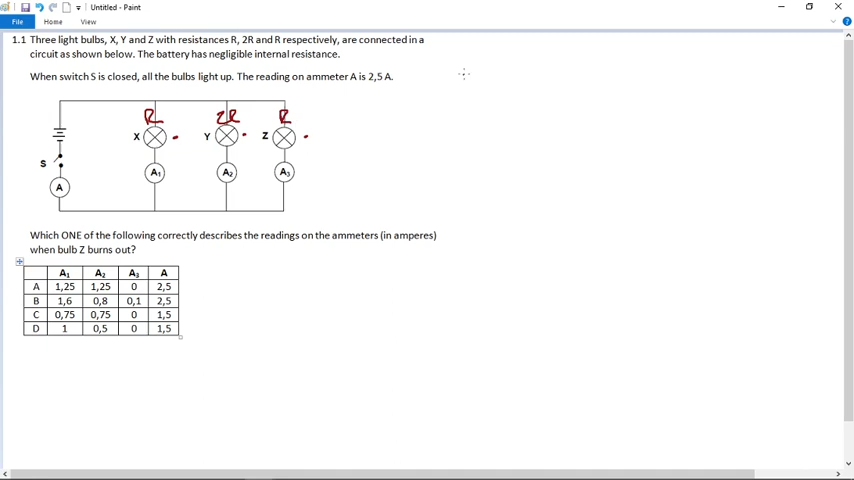 Untitled - Paint
File Home View
1.1 Three light bulbs, X, Y and Z with resistances R, 2R and R respectively, are connected in a
circuit as shown below. The battery has negligible internal resistance.
When switch S is closed, all the bulbs light up. The reading on ammeter A is 2,5 A.
R 2R R
X Y Z
S
A A₁ A₂ A₃
Which ONE of the following correctly describes the readings on the ammeters (in amperes)
when bulb Z burns out?
A₁ A₂ A₃ A
A 1,25 1,25 0 2,5
B 1,6 0,8 0,1 2,5
C 0,75 0,75 0 1,5
D 1 0,5 0 1,5